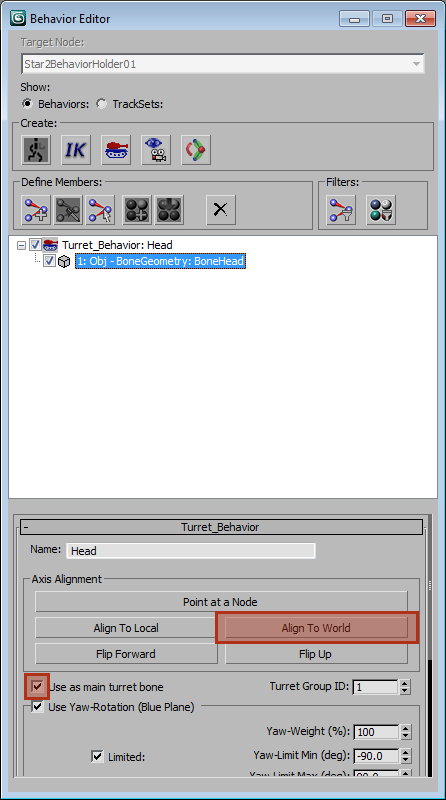 Behavior Editor
Target Node:
Star2BehaviorHolder01
Show:
Behaviors: TrackSets:
Create:
IK
Define Members: Filters:
Turret_Behavior: Head
1: Obj - BoneGeometry: BoneHead
- Turret_Behavior
Name: Head
Axis Alignment
Point at a Node
Align To Local Align To World
Flip Forward Flip Up
Use as main turret bone Turret Group ID: 1
Use Yaw-Rotation (Blue Plane)
Yaw-Weight (%): 100
Limited: Yaw-Limit Min (deg): -90.0
Yaw-Limit Max (deg): 90.0